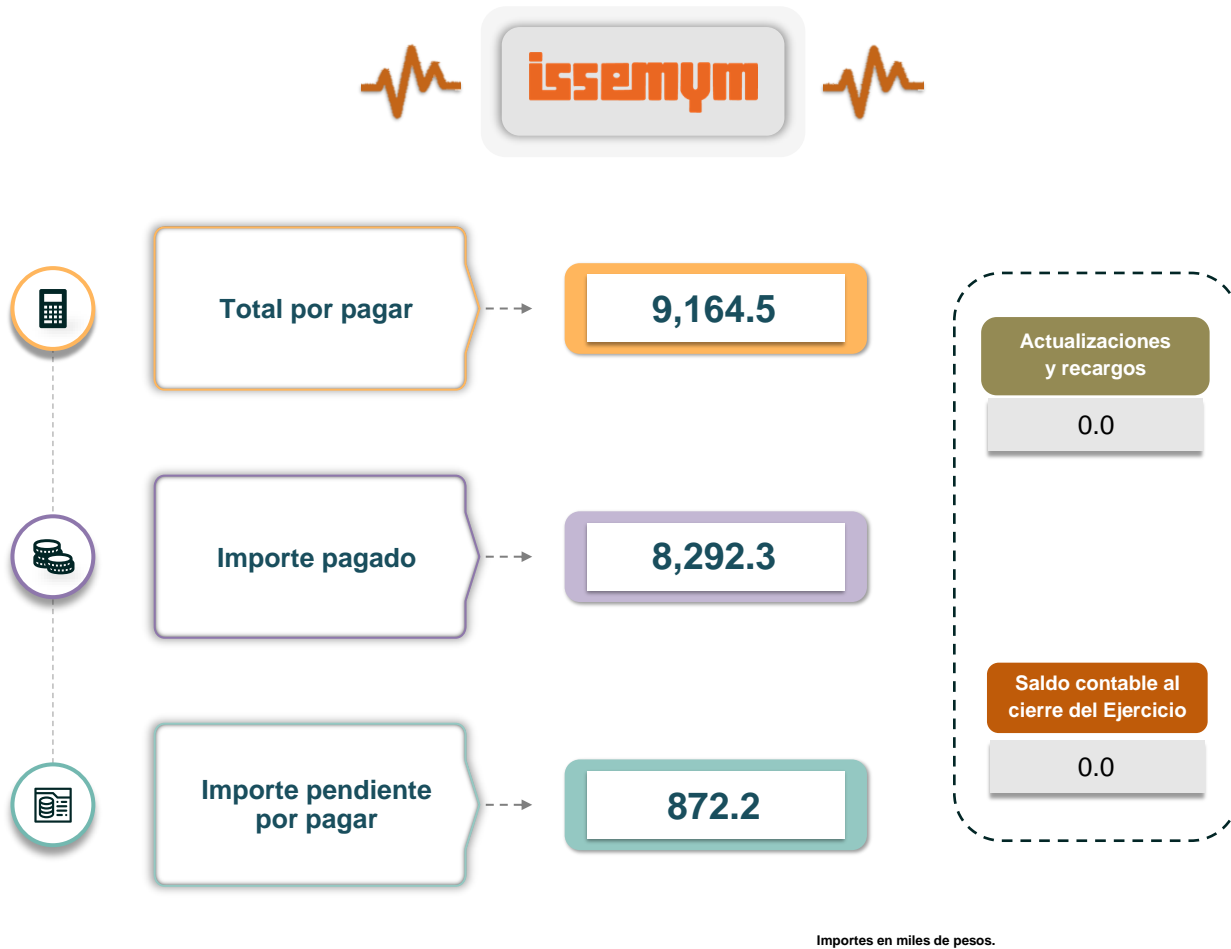 issemym
Total por pagar
9,164.5
Actualizaciones
y recargos
0.0
Importe pagado
8,292.3
Importe pendiente
por pagar
872.2
Saldo contable al
cierre del Ejercicio
0.0
Importes en miles de pesos.